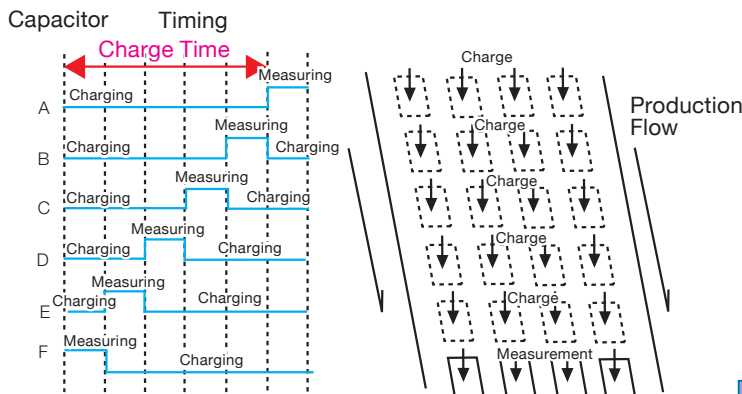 Capacitor Timing
Charge Time
Measuring
A Charging
Measuring
B Charging Charging
Measuring
C Charging Charging
Measuring
D Charging Charging
Measuring
E Charging Charging
Measuring
F Charging
Charge
Charge
Charge
Charge
Charge
Measurement
Production
Flow